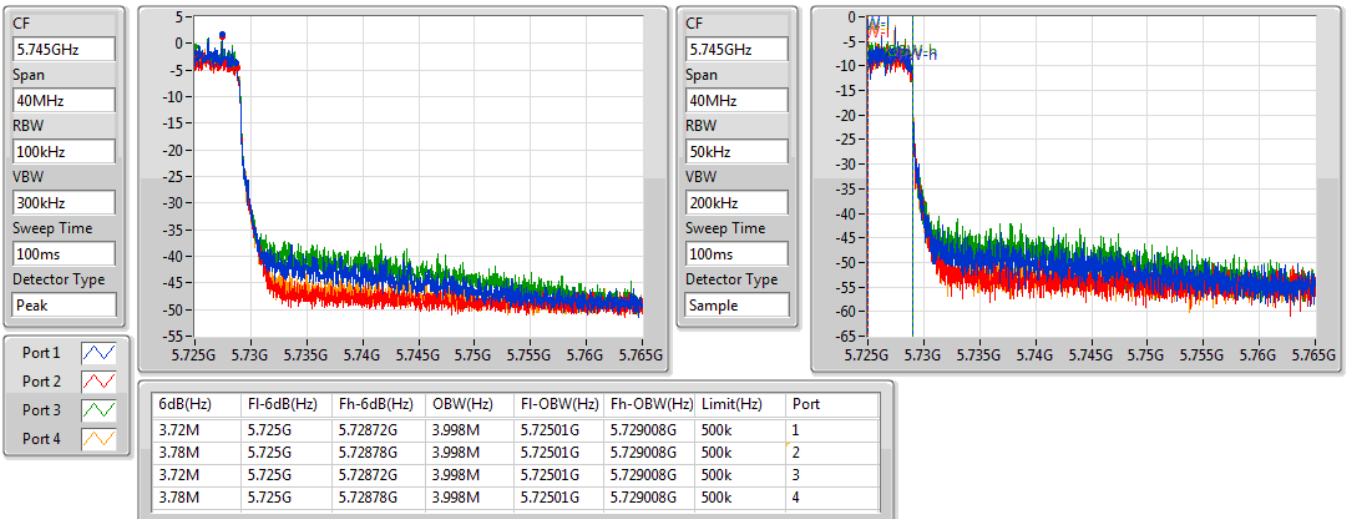 CF
5.745GHz
Span
40MHz
RBW
100kHz
VBW
300kHz
Sweep Time
100ms
Detector Type
Peak
5-
0-
-5-
-10-
-15-
-20-
-25-
-30-
-35-
-40-
-45-
-50-
-55-
5.725G 5.73G 5.735G 5.74G 5.745G 5.75G 5.755G 5.76G 5.765G
CF
5.745GHz
Span
40MHz
RBW
50kHz
VBW
200kHz
Sweep Time
100ms
Detector Type
Sample
0-
-5-
-10-
-15-
-20-
-25-
-30-
-35-
-40-
-45-
-50-
-55-
-60-
-65-
5.725G 5.73G 5.735G 5.74G 5.745G 5.75G 5.755G 5.76G 5.765G
Port 1
Port 2
Port 3
Port 4
6dB(Hz) Fl-6dB(Hz) Fh-6dB(Hz) OBW(Hz) Fl-OBW(Hz) Fh-OBW(Hz) Limit(Hz) Port
3.72M 5.725G 5.72872G 3.998M 5.72501G 5.729008G 500k 1
3.78M 5.725G 5.72878G 3.998M 5.72501G 5.729008G 500k 2
3.72M 5.725G 5.72872G 3.998M 5.72501G 5.729008G 500k 3
3.78M 5.725G 5.72878G 3.998M 5.72501G 5.729008G 500k 4